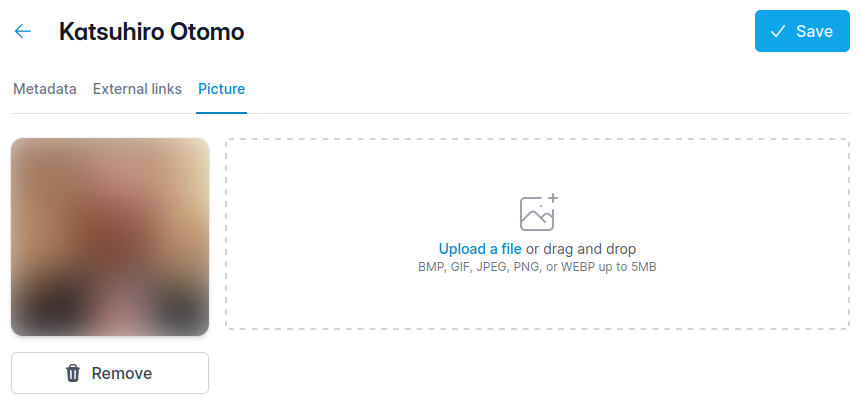 Katsuhiro Otomo
Save
Metadata External links Picture
Upload a file or drag and drop
BMP, GIF, JPEG, PNG, or WEBP up to 5MB
Remove